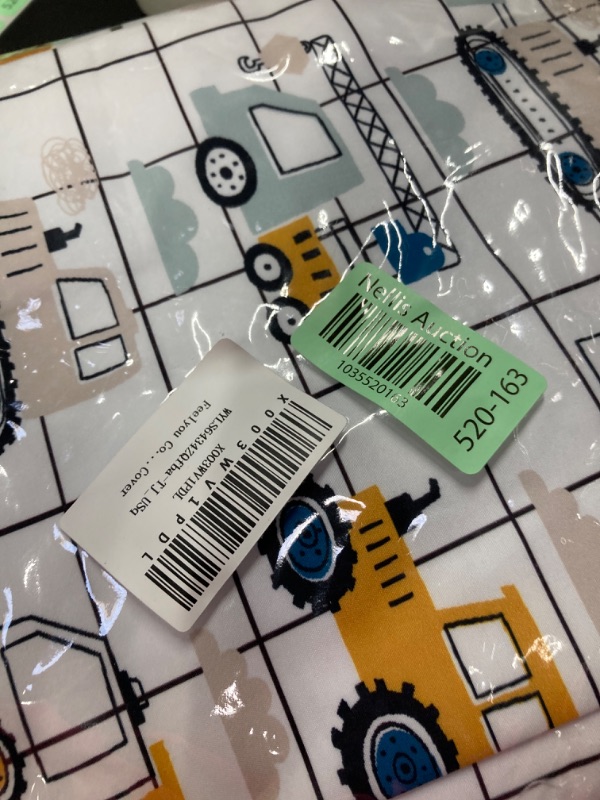 Nellis Auction
1035520163
520-163
X003WV1PDL
X003WV1PDL
Feelyou Co...Cover